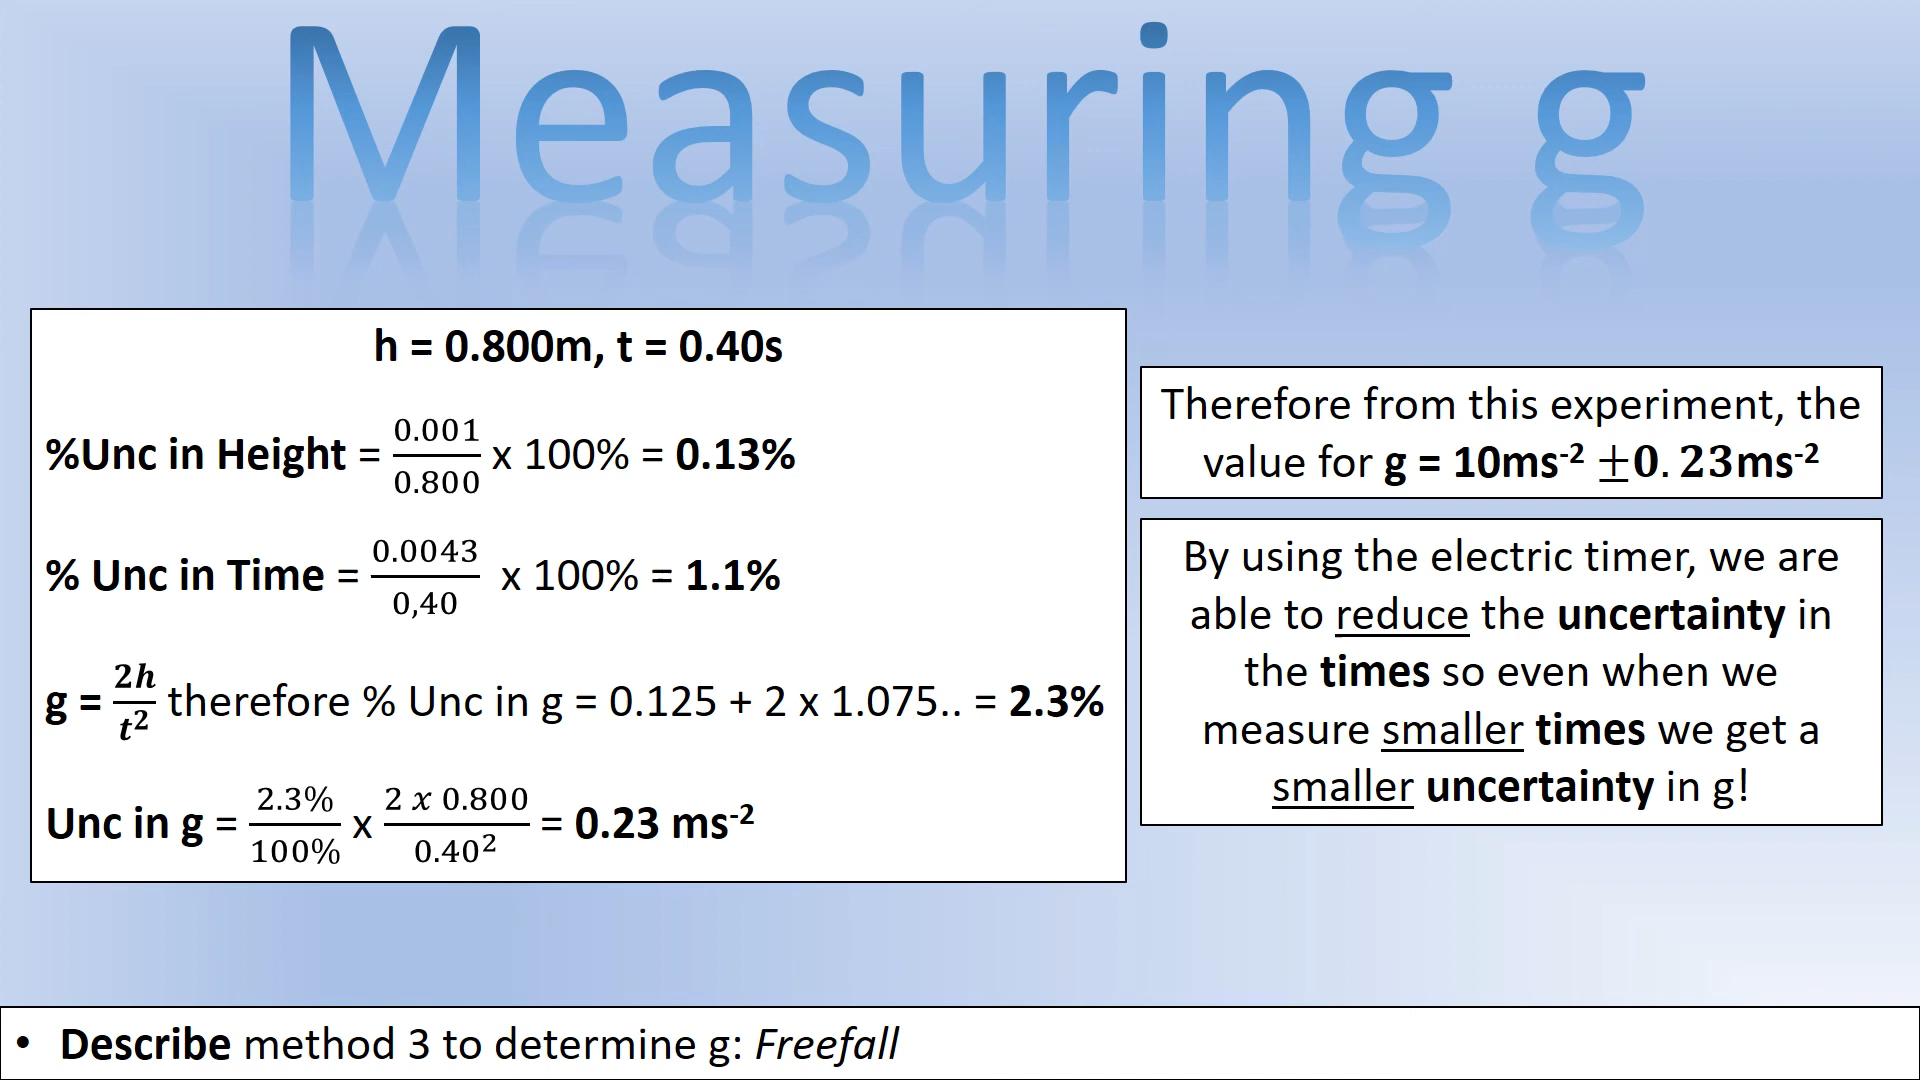 Measuring g
h = 0.800m, t = 0.40s
%Unc in Height = 0.001/0.800 x 100% = 0.13%
% Unc in Time = 0.0043/0,40 x 100% = 1.1%
g = 2h/t² therefore % Unc in g = 0.125 + 2 x 1.075.. = 2.3%
Unc in g = 2.3%/100% x 2 x 0.800/0.40² = 0.23 ms⁻²
Therefore from this experiment, the
value for g = 10ms⁻² ±0.23ms⁻²
By using the electric timer, we are
able to reduce the uncertainty in
the times so even when we
measure smaller times we get a
smaller uncertainty in g!
• Describe method 3 to determine g: Freefall